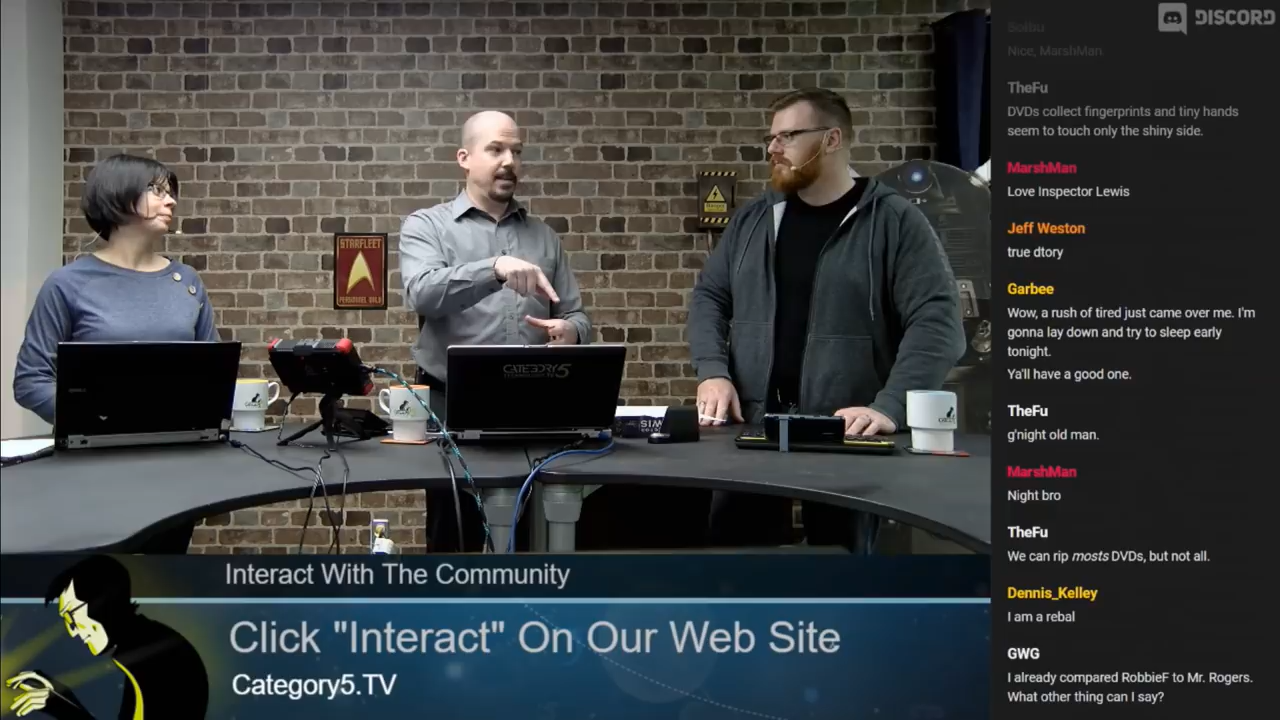 STARFLEET
CATEGORY5
Interact With The Community
Click "Interact" On Our Web Site
Category5.TV
DISCORD
Nice, MarshMan
TheFu
DVDs collect fingerprints and tiny hands
seem to touch only the shiny side.
MarshMan
Love Inspector Lewis
Jeff Weston
true dtory
Garbee
Wow, a rush of tired just came over me. I'm
gonna lay down and try to sleep early
tonight.
Ya'll have a good one.
TheFu
g'night old man.
MarshMan
Night bro
TheFu
We can rip mosts DVDs, but not all.
Dennis_Kelley
I am a rebal
GWG
I already compared RobbieF to Mr. Rogers.
What other thing can I say?